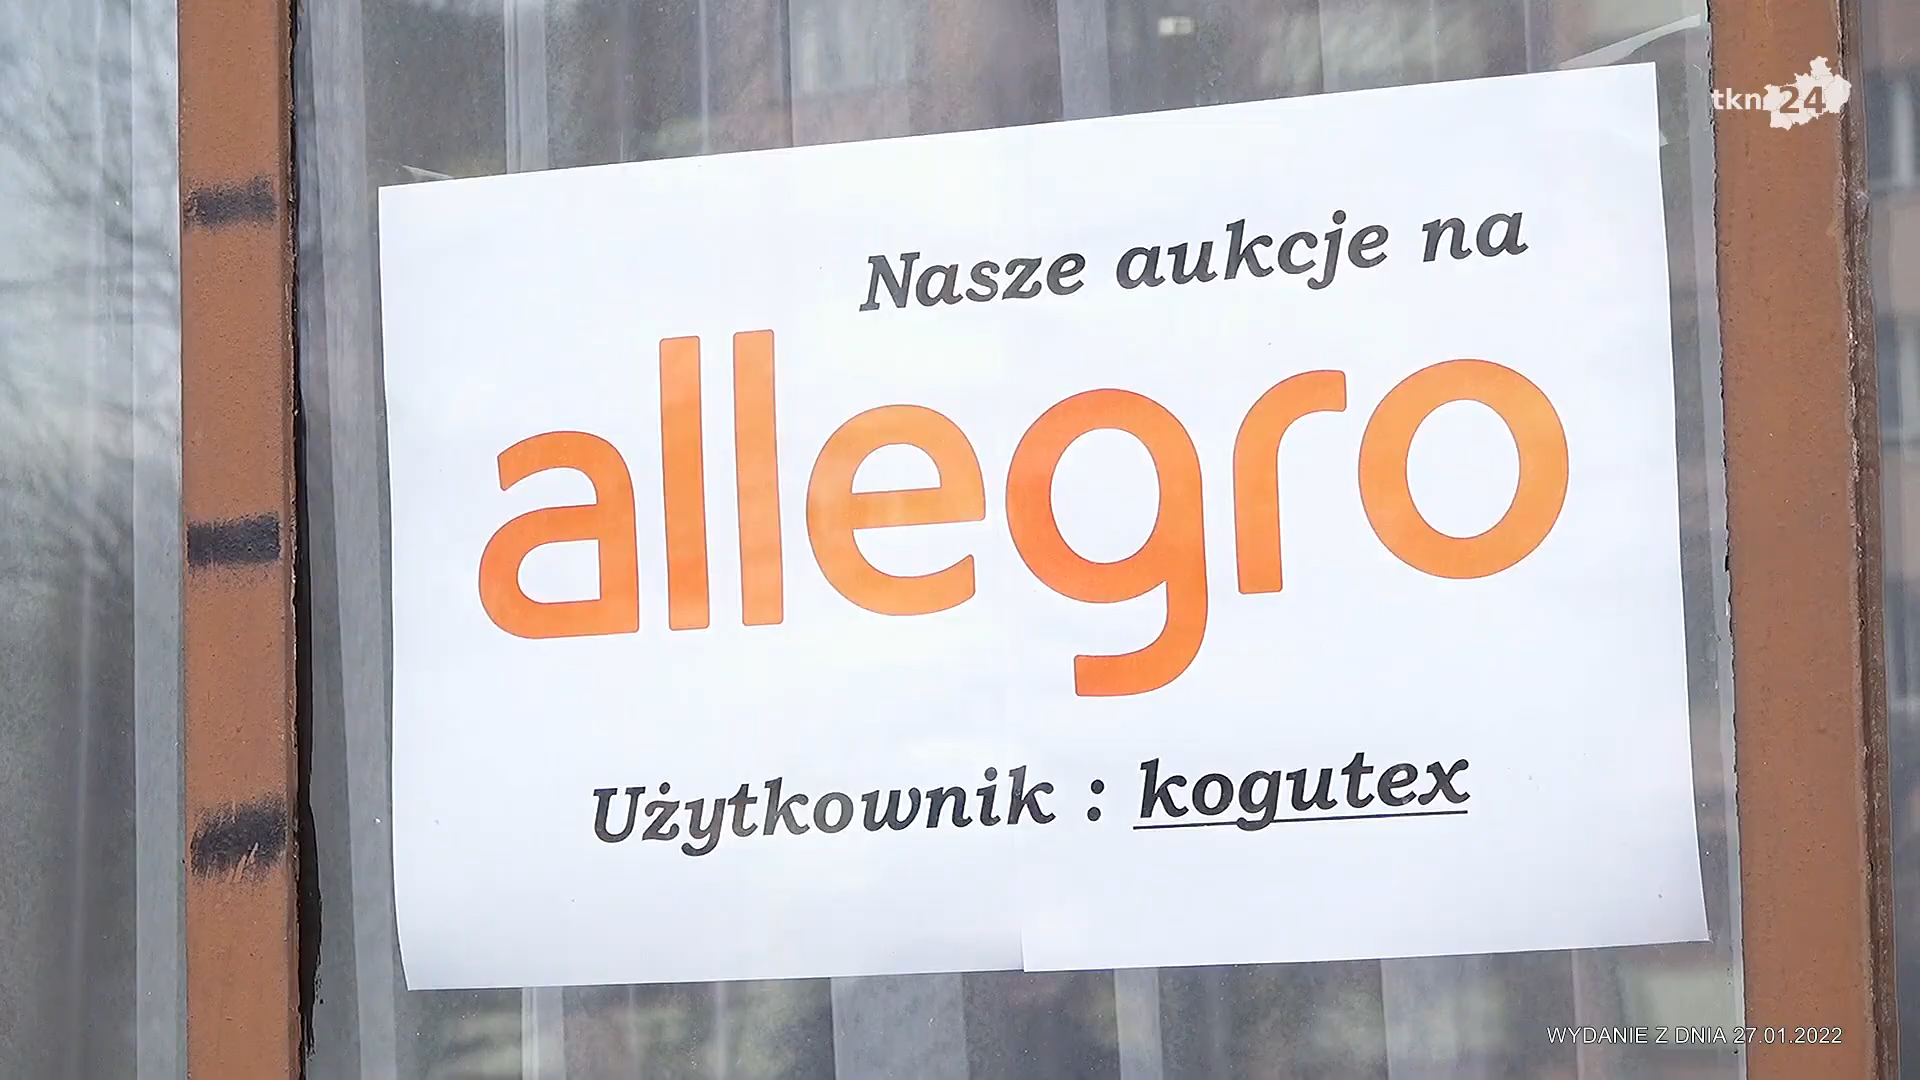 tkn24
Nasze aukcje na
allegro
Użytkownik : kogutex
WYDANIE Z DNIA 27.01.2022